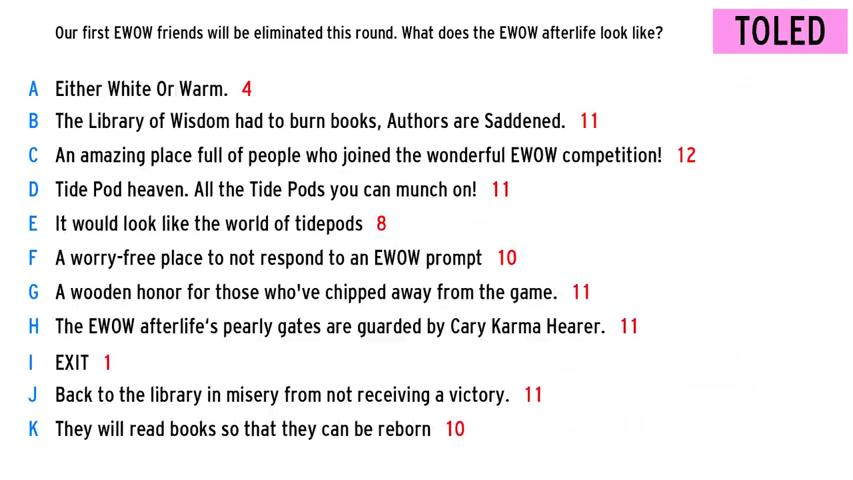 Our first EWOW friends will be eliminated this round. What does the EWOW afterlife look like?
TOLED
A Either White Or Warm. 4
B The Library of Wisdom had to burn books, Authors are Saddened. 11
C An amazing place full of people who joined the wonderful EWOW competition! 12
D Tide Pod heaven. All the Tide Pods you can munch on! 11
E It would look like the world of tidepods 8
F A worry-free place to not respond to an EWOW prompt 10
G A wooden honor for those who've chipped away from the game. 11
H The EWOW afterlife‘s pearly gates are guarded by Cary Karma Hearer. 11
I EXIT 1
J Back to the library in misery from not receiving a victory. 11
K They will read books so that they can be reborn 10